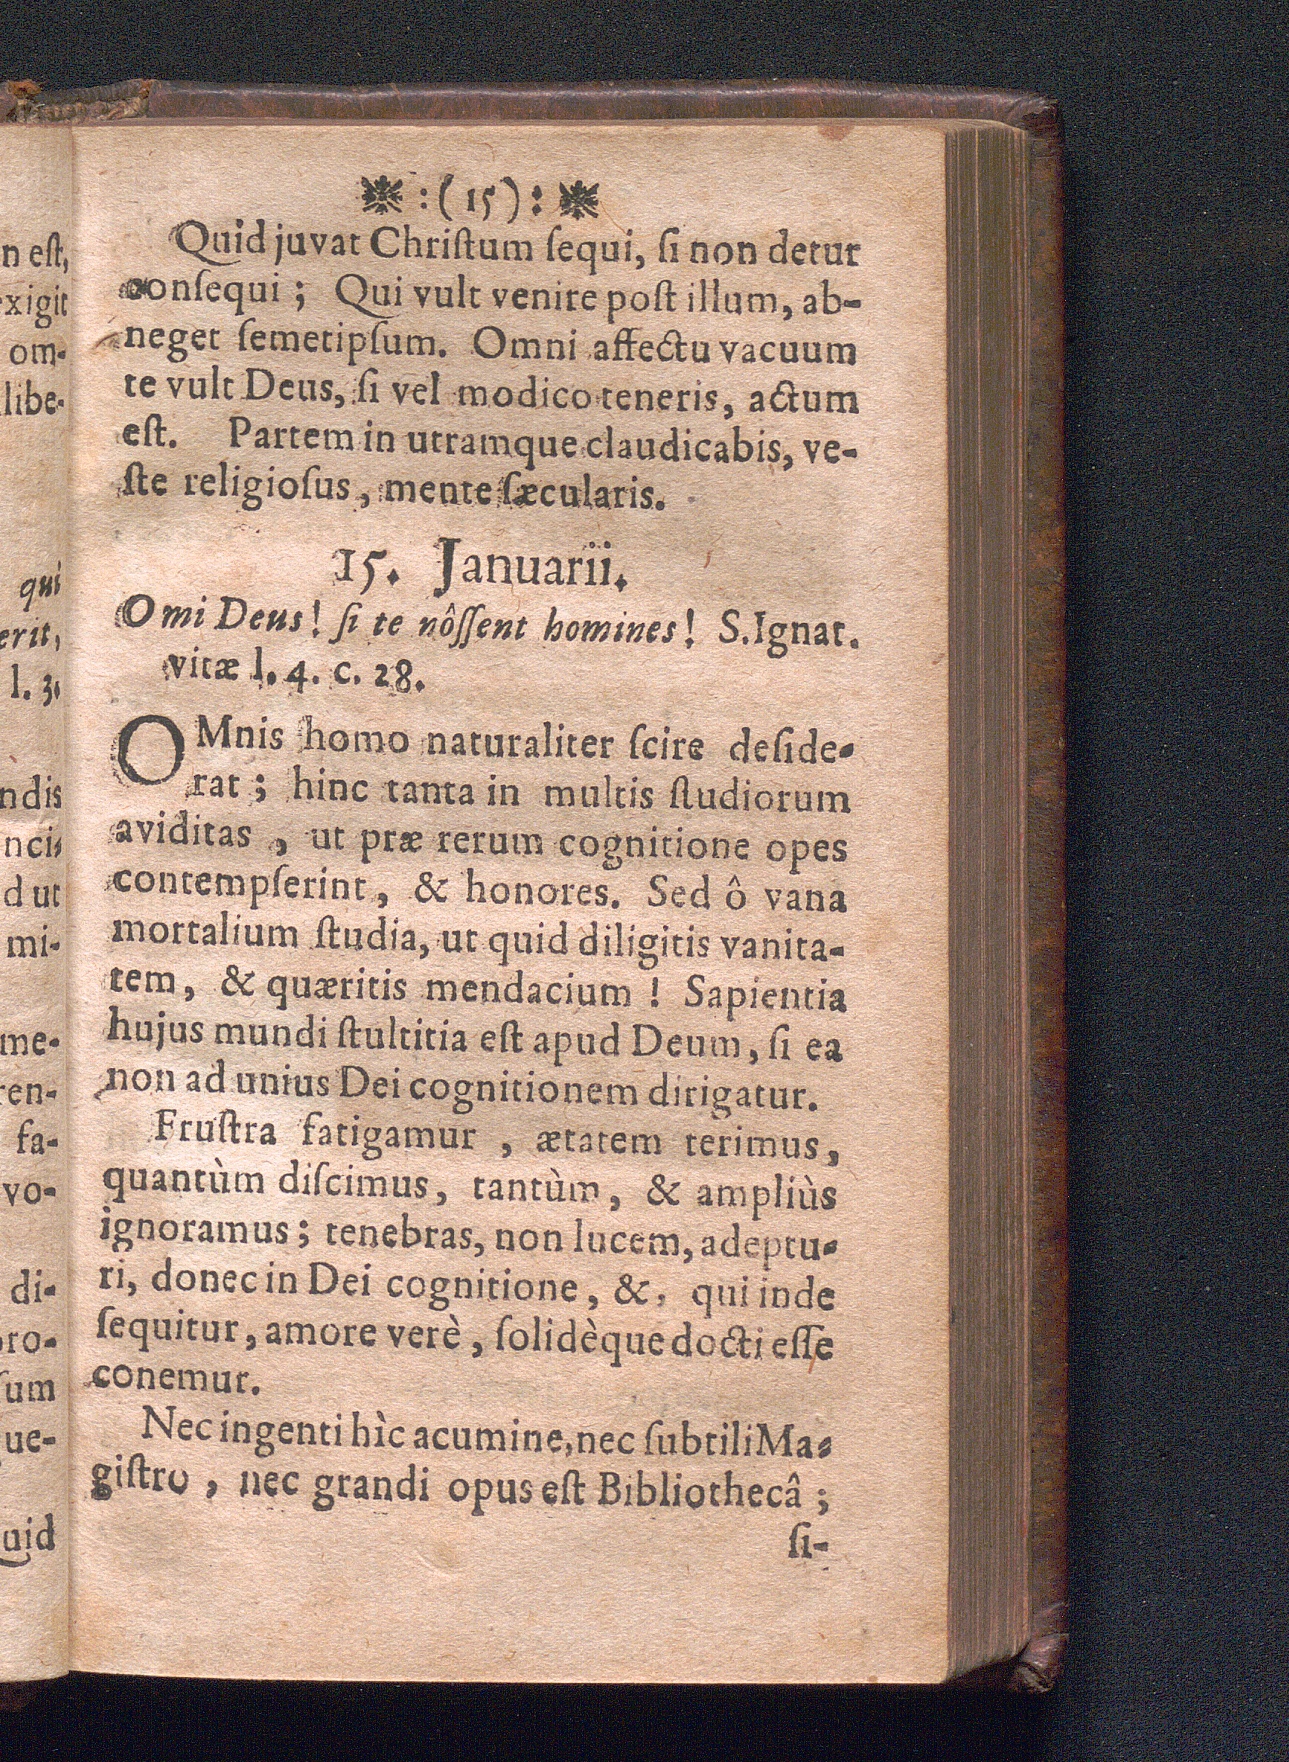 :(15):
Quid juvat Chriſtum ſequi, ſi non detur
conſequi; Qui vult venire poſt illum, ab-
neget ſemetipſum. Omni affectu vacuum
te vult Deus, ſi vel modico teneris, actum
eſt. Partem in utramque claudicabis, ve-
ſte religioſus, mente ſæcularis.
15. Januarii.
O mi Deus! ſi te nôſſent homines! S. Ignat.
vitæ l. 4. c. 28.
OMnis homo naturaliter ſcire deſide-
rat; hinc tanta in multis ſtudiorum
aviditas, ut præ rerum cognitione opes
contempſerint, & honores. Sed ô vana
mortalium ſtudia, ut quid diligitis vanita-
tem, & quæritis mendacium! Sapientia
hujus mundi ſtultitia eſt apud Deum, ſi ea
non ad unius Dei cognitionem dirigatur.
Fruſtra fatigamur, ætatem terimus,
quantùm diſcimus, tantùm, & ampliùs
ignoramus; tenebras, non lucem, adeptu-
ri, donec in Dei cognitione, &, qui inde
ſequitur, amore verè, ſolidèque docti eſſe
conemur.
Nec ingenti hìc acumine, nec ſubtili Ma-
giſtro, nec grandi opus eſt Bibliothecâ;
ſi-